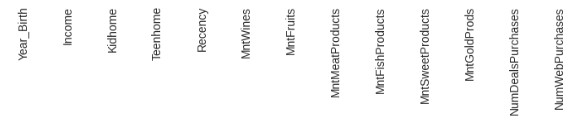 Year_Birth
Income
Kidhome
Teenhome
Recency
MntWines
MntFruits
MntMeatProducts
MntFishProducts
MntSweetProducts
MntGoldProds
NumDealsPurchases
NumWebPurchases